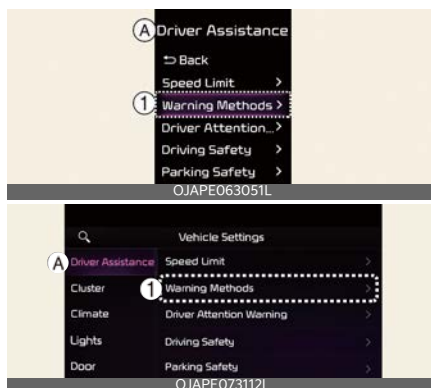 A Driver Assistance
Back
Speed Limit >
1 Warning Methods >
Driver Attention... >
Driving Safety >
Parking Safety >
OJAPE063051L
Vehicle Settings
A Driver Assistance Speed Limit >
Cluster 1 Warning Methods >
Climate Driver Attention Warning >
Lights Driving Safety >
Door Parking Safety >
OJAPE073112L